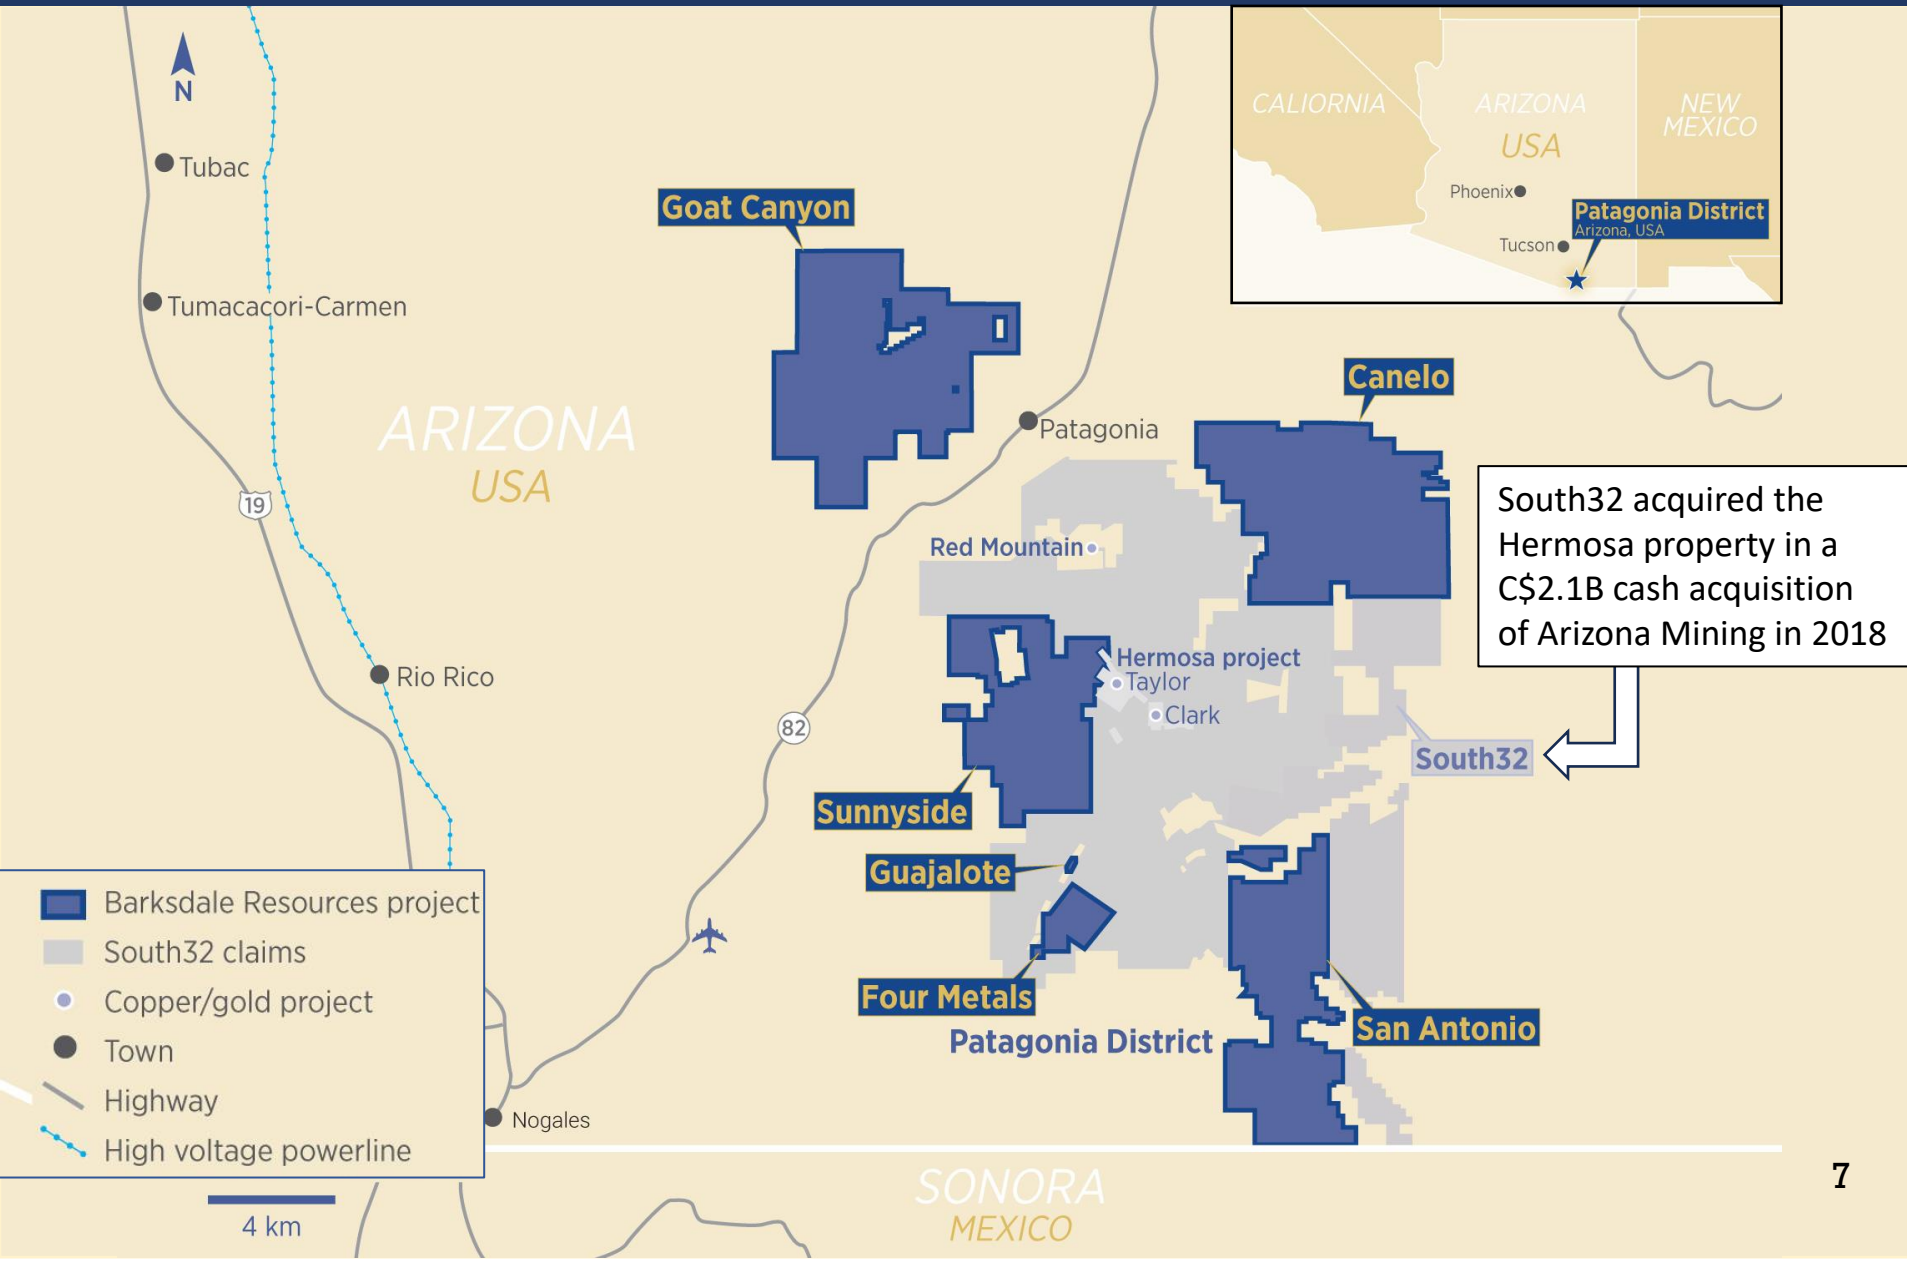 N
CALIORNIA
ARIZONA
USA
NEW
MEXICO
Phoenix
Tucson
Patagonia District
Arizona, USA
Tubac
Goat Canyon
Tumacacori-Carmen
ARIZONA
USA
Canelo
Patagonia
19
South32 acquired the
Hermosa property in a
C$2.1B cash acquisition
of Arizona Mining in 2018
Red Mountain
Hermosa project
Taylor
Clark
Rio Rico
82
South32
Sunnyside
Guajalote
Four Metals
San Antonio
Patagonia District
Barksdale Resources project
South32 claims
Copper/gold project
Town
Highway
High voltage powerline
Nogales
4 km
SONORA
MEXICO
7